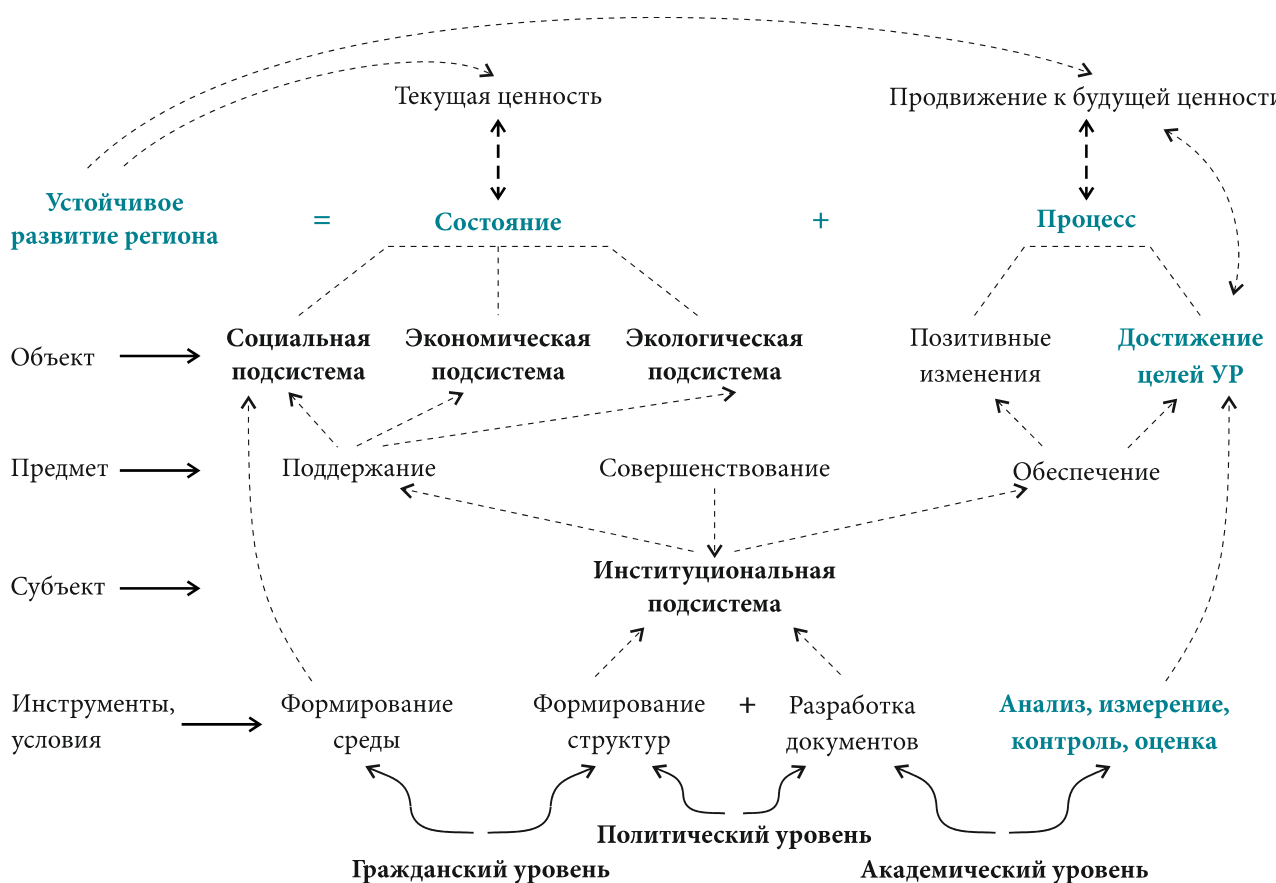 Текущая ценность
Продвижение к будущей ценности
Устойчивое
развитие региона
=
Состояние
+
Процесс
Объект
Социальная
подсистема
Экономическая
подсистема
Экологическая
подсистема
Позитивные
изменения
Достижение
целей УР
Предмет
Поддержание
Совершенствование
Обеспечение
Субъект
Институциональная
подсистема
Инструменты,
условия
Формирование
среды
Формирование
структур
+
Разработка
документов
Анализ, измерение,
контроль, оценка
Политический уровень
Гражданский уровень
Академический уровень